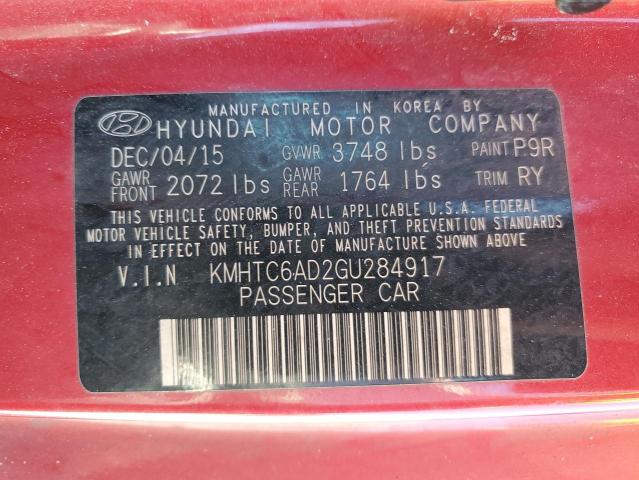 MANUFACTURED IN KOREA BY
HYUNDAI MOTOR COMPANY
DEC/04/15 GVWR 3748 lbs PAINT P9R
GAWR FRONT 2072 lbs GAWR REAR 1764 lbs TRIM RY
THIS VEHICLE CONFORMS TO ALL APPLICABLE U.S.A. FEDERAL
MOTOR VEHICLE SAFETY, BUMPER, AND THEFT PREVENTION STANDARDS
IN EFFECT ON THE DATE OF MANUFACTURE SHOWN ABOVE
V.I.N KMHTC6AD2GU284917
PASSENGER CAR